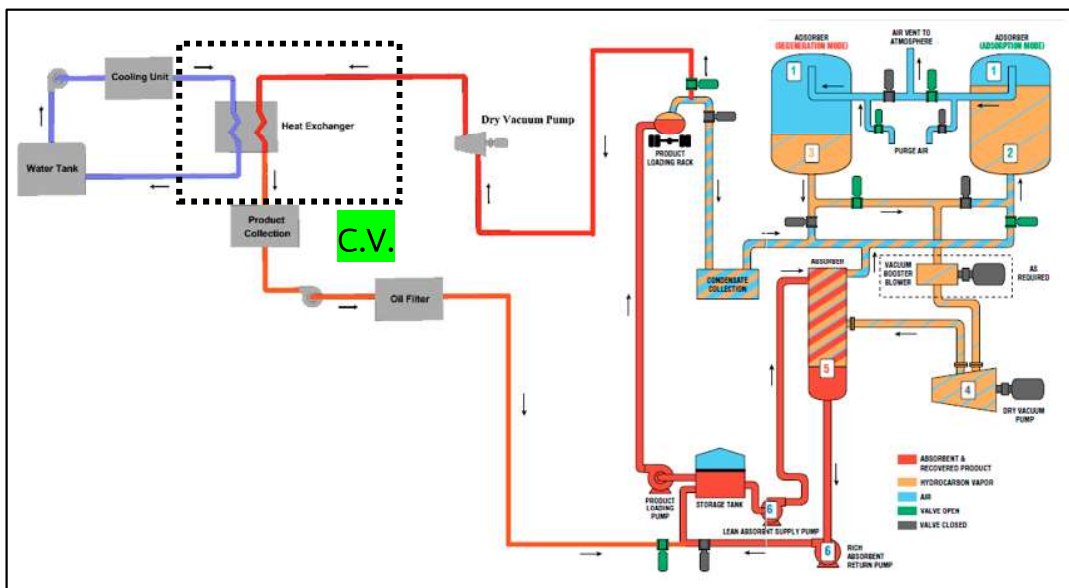 Cooling Unit
Heat Exchanger
Water Tank
Product
Collection
C.V.
Oil Filter
Dry Vacuum Pump
PRODUCT
LOADING RACK
CONDENSATE
COLLECTION
ADSORBER
(REGENERATION MODE)
AIR VENT TO
ATMOSPHERE
ADSORBER
(ADSORPTION MODE)
1
1
3
2
PURGE AIR
ABSORBER
VACUUM
BOOSTER
BLOWER
AS
REQUIRED
5
4
DRY VACUUM
PUMP
PRODUCT
LOADING
PUMP
STORAGE TANK
6
LEAN ABSORBENT SUPPLY PUMP
6
RICH
ABSORBENT
RETURN PUMP
ABSORBENT &
RECOVERED PRODUCT
HYDROCARBON VAPOR
AIR
VALVE OPEN
VALVE CLOSED